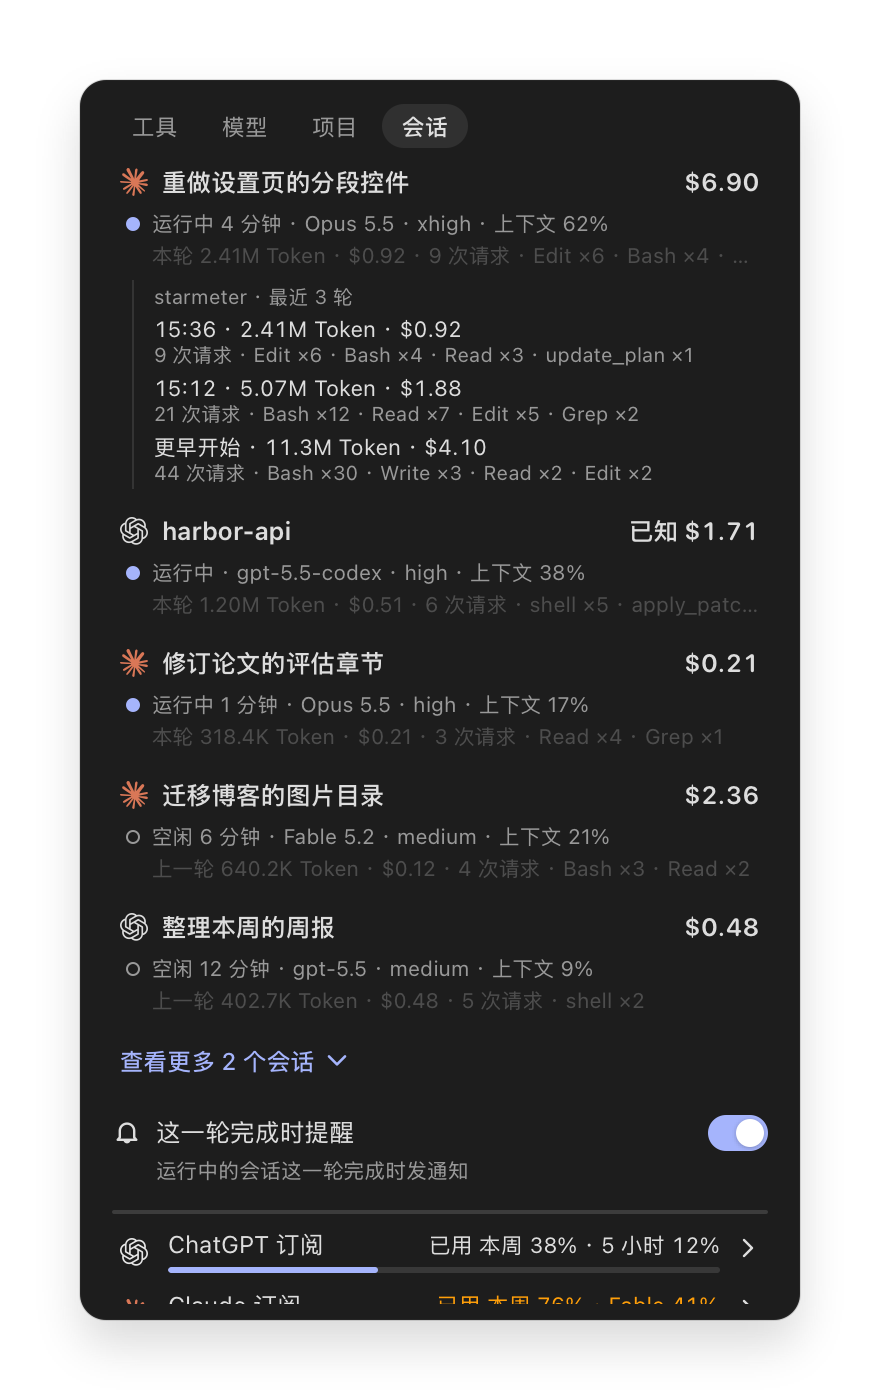 工具 模型 项目 会话
重做设置页的分段控件 $6.90
运行中 4 分钟 · Opus 5.5 · xhigh · 上下文 62%
本轮 2.41M Token · $0.92 · 9 次请求 · Edit ×6 · Bash ×4 · ...
starmeter · 最近 3 轮
15:36 · 2.41M Token · $0.92
9 次请求 · Edit ×6 · Bash ×4 · Read ×3 · update_plan ×1
15:12 · 5.07M Token · $1.88
21 次请求 · Bash ×12 · Read ×7 · Edit ×5 · Grep ×2
更早开始 · 11.3M Token · $4.10
44 次请求 · Bash ×30 · Write ×3 · Read ×2 · Edit ×2
harbor-api 已知 $1.71
运行中 · gpt-5.5-codex · high · 上下文 38%
本轮 1.20M Token · $0.51 · 6 次请求 · shell ×5 · apply_patc...
修订论文的评估章节 $0.21
运行中 1 分钟 · Opus 5.5 · high · 上下文 17%
本轮 318.4K Token · $0.21 · 3 次请求 · Read ×4 · Grep ×1
迁移博客的图片目录 $2.36
空闲 6 分钟 · Fable 5.2 · medium · 上下文 21%
上一轮 640.2K Token · $0.12 · 4 次请求 · Bash ×3 · Read ×2
整理本周的周报 $0.48
空闲 12 分钟 · gpt-5.5 · medium · 上下文 9%
上一轮 402.7K Token · $0.48 · 5 次请求 · shell ×2
查看更多 2 个会话
这一轮完成时提醒
运行中的会话这一轮完成时发通知
ChatGPT 订阅 已用 本周 38% · 5 小时 12%
Claude 订阅 已用 本周 76% · Fable 41%